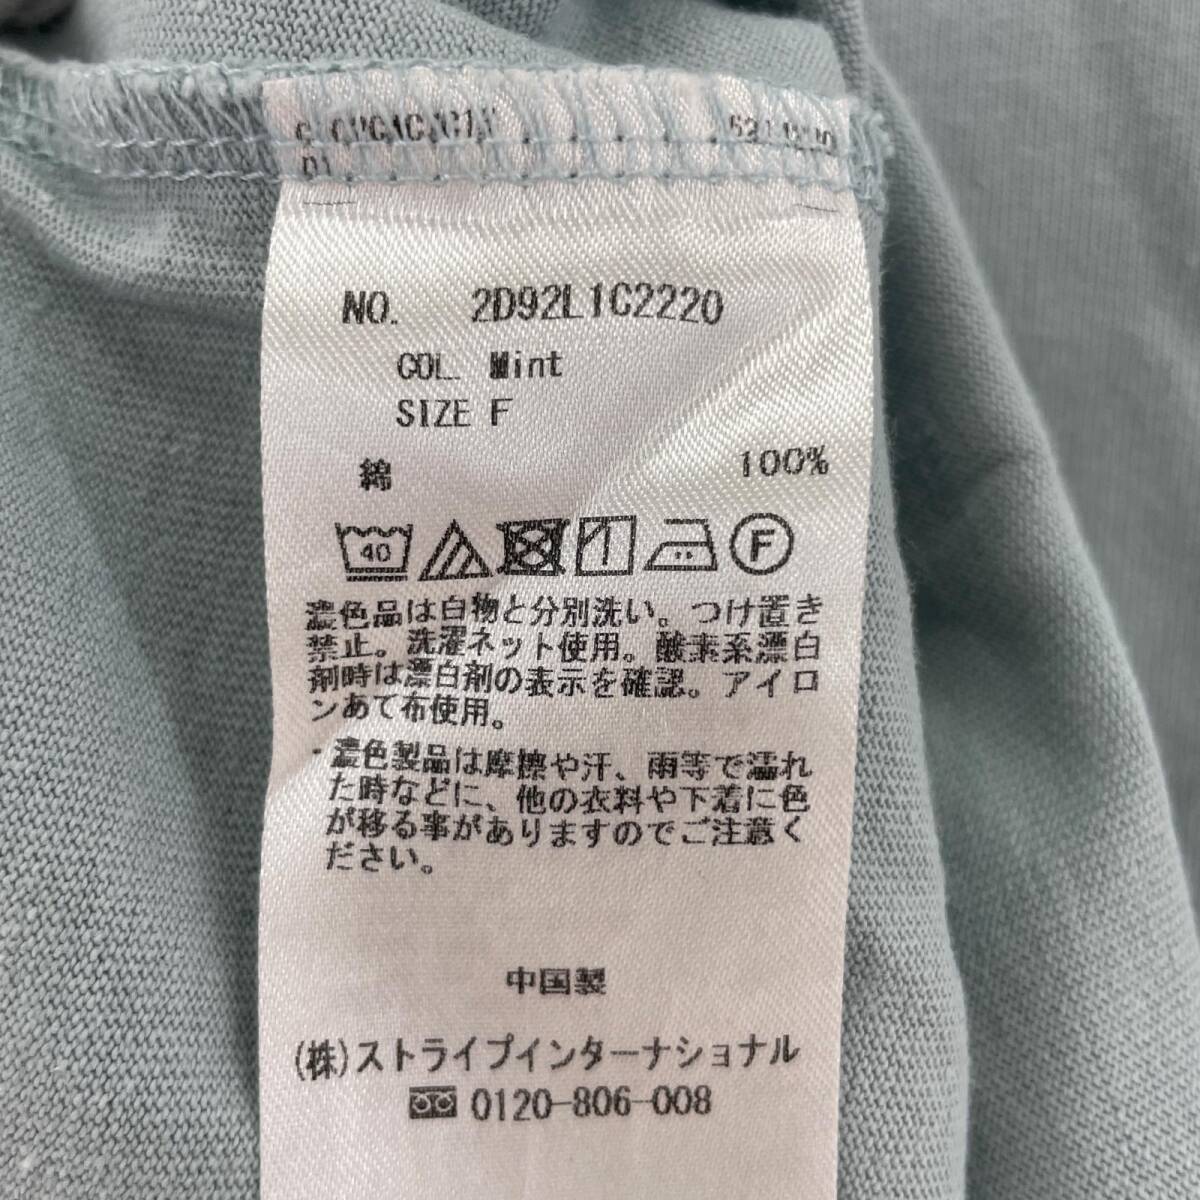 NO. 2D92L1C2220
COL. Mint
SIZE F
綿 100%
40 F
濃色品は白物と分別洗い。つけ置き
禁止。洗濯ネット使用。酸素系漂白
剤時は漂白剤の表示を確認。アイロ
ンあて布使用。
・濃色製品は摩擦や汗、雨等で濡れ
た時などに、他の衣料や下着に色
が移る事がありますのでご注意く
ださい。
中国製
(株)ストライプインターナショナル
0120-806-008